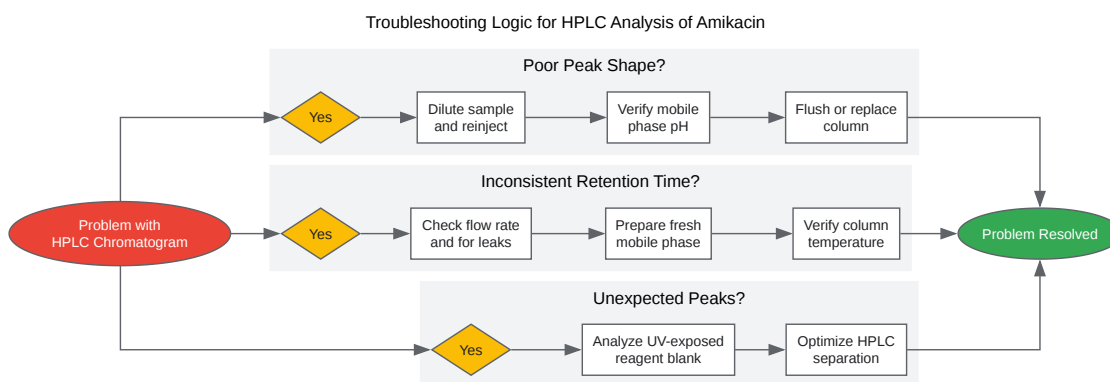 Troubleshooting Logic for HPLC Analysis of Amikacin
Poor Peak Shape?
Yes
Dilute sample
and reinject
Verify mobile
phase pH
Flush or replace
column
Inconsistent Retention Time?
Problem with
HPLC Chromatogram
Yes
Check flow rate
and for leaks
Prepare fresh
mobile phase
Verify column
temperature
Problem Resolved
Unexpected Peaks?
Yes
Analyze UV-exposed
reagent blank
Optimize HPLC
separation